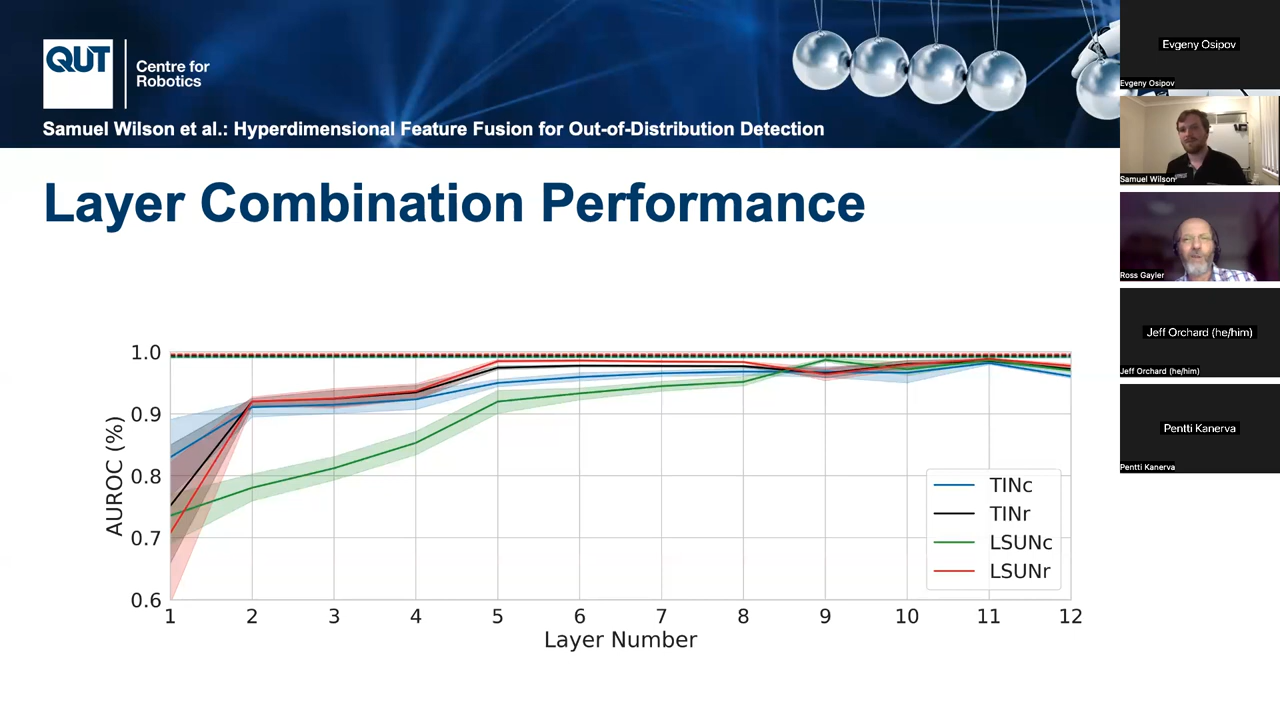 QUT
Centre for
Robotics
Samuel Wilson et al.: Hyperdimensional Feature Fusion for Out-of-Distribution Detection
Layer Combination Performance
1.0
0.9
0.8
0.7
0.6
AUROC (%)
1 2 3 4 5 6 7 8 9 10 11 12
Layer Number
TINc
TINr
LSUNc
LSUNr
Evgeny Osipov
Evgeny Osipov
Samuel Wilson
Ross Gayler
Jeff Orchard (he/him)
Jeff Orchard (he/him)
Pentti Kanerva
Pentti Kanerva